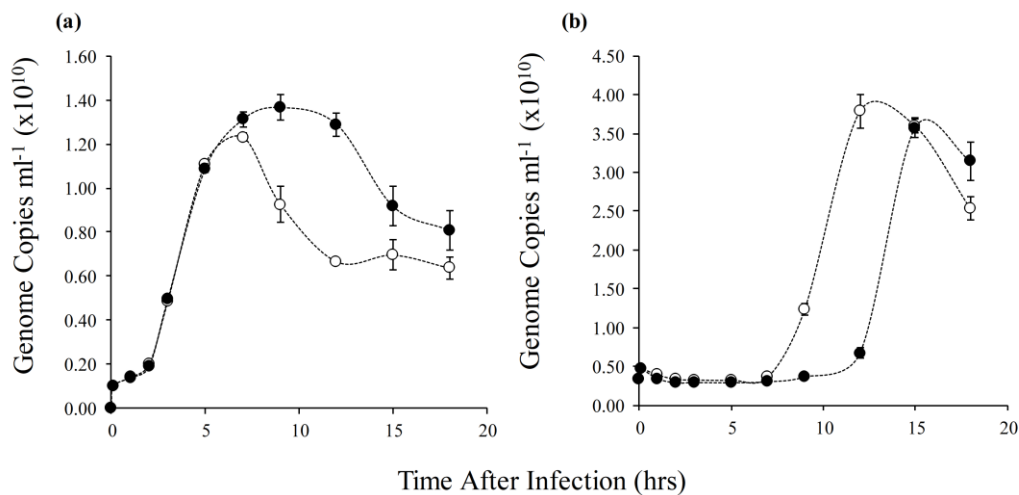 (a)
(b)
Genome Copies ml⁻¹ (x10¹⁰)
1.60
1.40
1.20
1.00
0.80
0.60
0.40
0.20
0.00
0 5 10 15 20
Genome Copies ml⁻¹ (x10¹⁰)
4.50
4.00
3.50
3.00
2.50
2.00
1.50
1.00
0.50
0.00
0 5 10 15 20
Time After Infection (hrs)